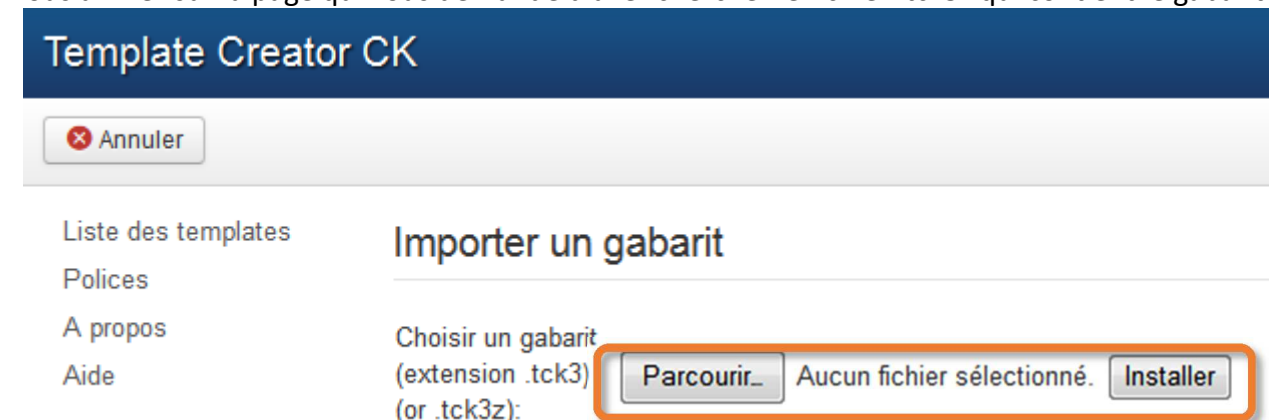 Template Creator CK
Annuler
Liste des templates
Polices
A propos
Aide
Importer un gabarit
Choisir un gabarit
(extension .tck3)
(or .tck3z):
Parcourir_ Aucun fichier sélectionné. Installer